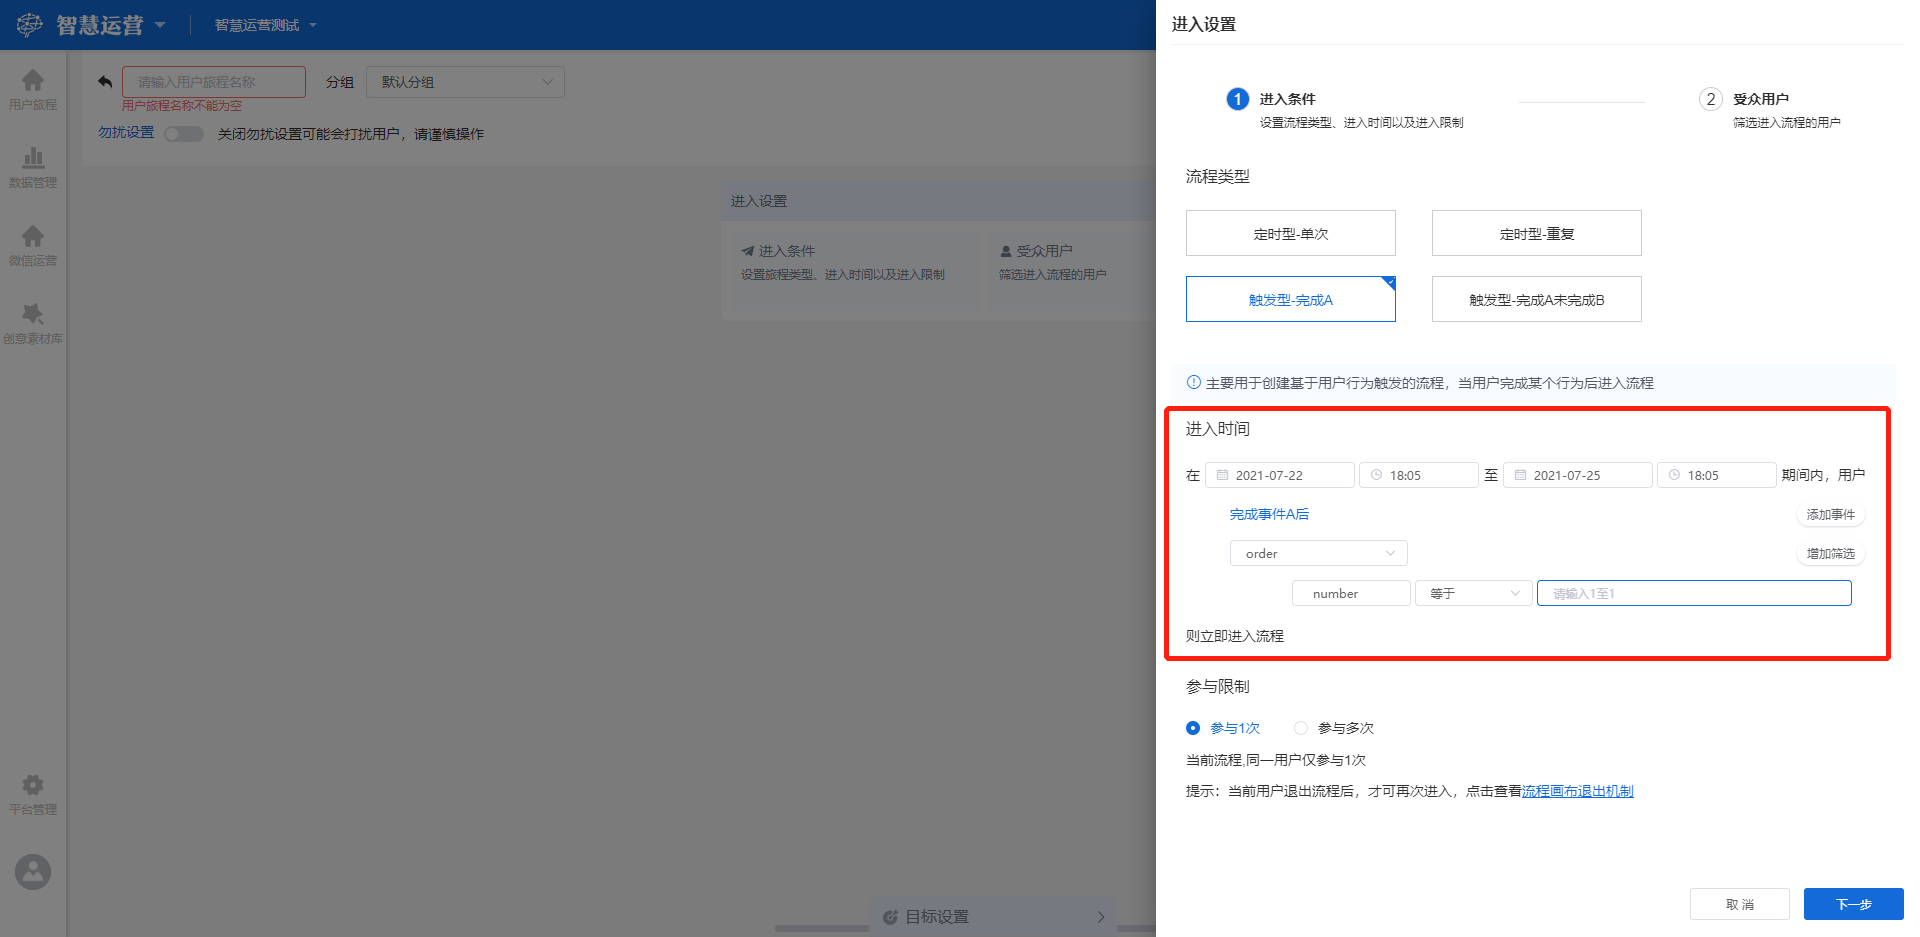 智慧运营
智慧运营测试
用户旅程
数据管理
微信运营
创意素材库
平台管理
请输入用户旅程名称
分组
默认分组
用户旅程名称不能为空
勿扰设置
关闭勿扰设置可能会打扰用户，请谨慎操作
进入设置
进入条件
设置旅程类型、进入时间以及进入限制
受众用户
筛选进入流程的用户
目标设置
进入设置
1
进入条件
设置流程类型、进入时间以及进入限制
2
受众用户
筛选进入流程的用户
流程类型
定时型-单次
定时型-重复
触发型-完成A
触发型-完成A未完成B
主要用于创建基于用户行为触发的流程，当用户完成某个行为后进入流程
进入时间
在 2021-07-22 18:05 至 2021-07-25 18:05 期间内，用户
完成事件A后
添加事件
order
增加筛选
number 等于 请输入1至1
则立即进入流程
参与限制
参与1次
参与多次
当前流程,同一用户仅参与1次
提示：当前用户退出流程后，才可再次进入，点击查看流程画布退出机制
取 消
下一步